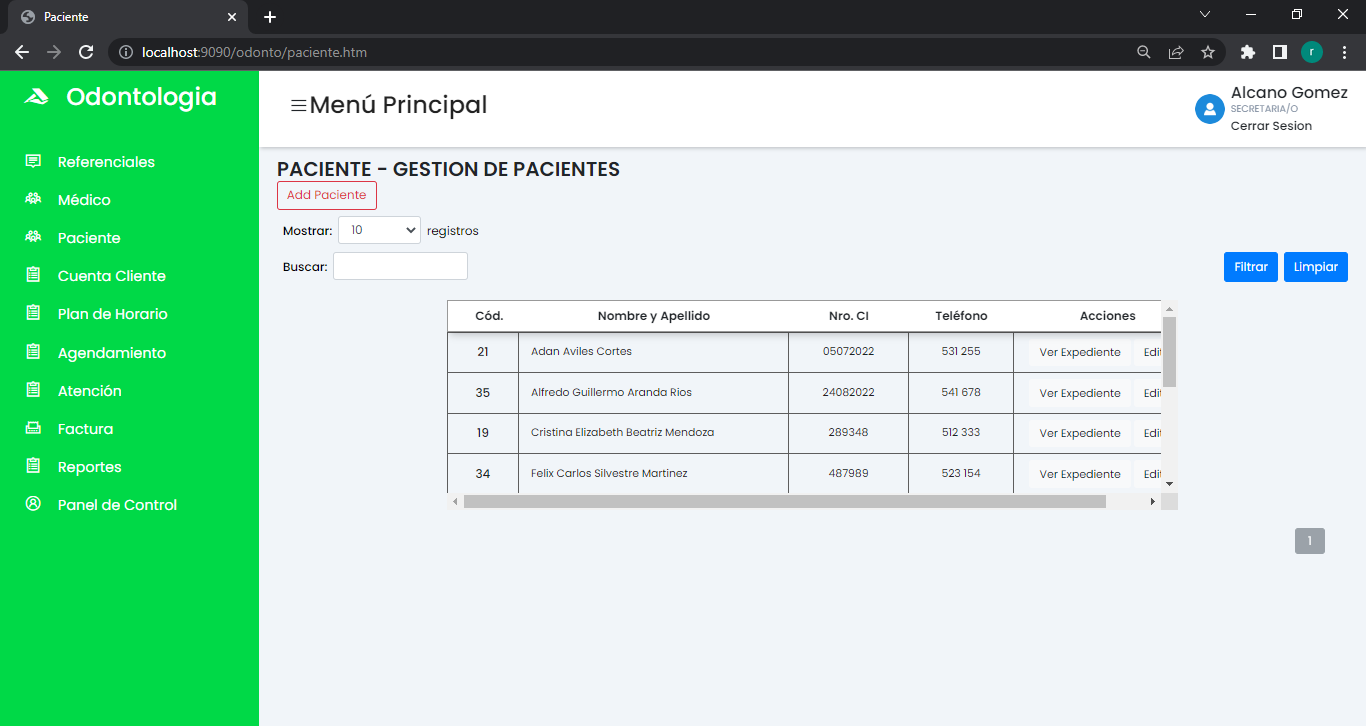 Paciente
localhost:9090/odonto/paciente.htm
r
Odontologia
Referenciales
Médico
Paciente
Cuenta Cliente
Plan de Horario
Agendamiento
Atención
Factura
Reportes
Panel de Control
Menú Principal
Alcano Gomez
SECRETARIA/O
Cerrar Sesion
PACIENTE - GESTION DE PACIENTES
Add Paciente
Mostrar: 10 registros
Buscar:
Filtrar Limpiar
Cód. Nombre y Apellido Nro. CI Teléfono Acciones
21 Adan Aviles Cortes 05072022 531 255 Ver Expediente Edit
35 Alfredo Guillermo Aranda Rios 24082022 541 678 Ver Expediente Edit
19 Cristina Elizabeth Beatriz Mendoza 289348 512 333 Ver Expediente Edit
34 Felix Carlos Silvestre Martinez 487989 523 154 Ver Expediente Edit
1